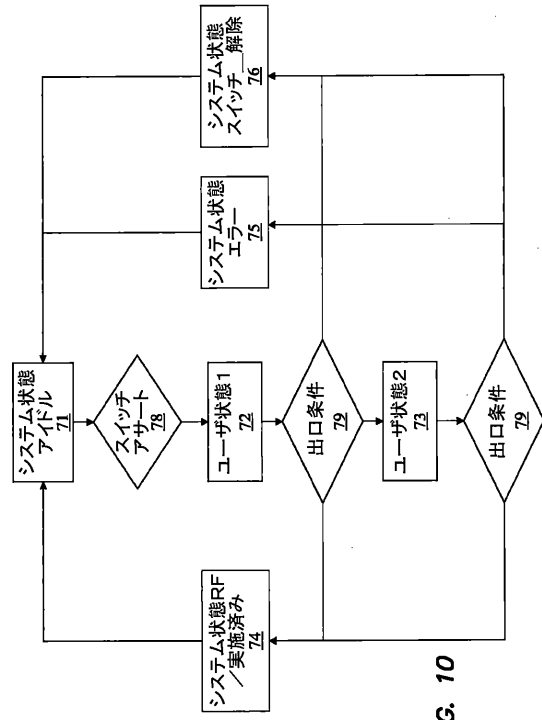 システム状態
アイドル
71
スイッチ
アサート
78
ユーザ状態1
72
出口条件
79
ユーザ状態2
73
出口条件
79
システム状態RF
/実施済み
74
システム状態
エラー
75
システム状態
スイッチ__解除
76
G. 10